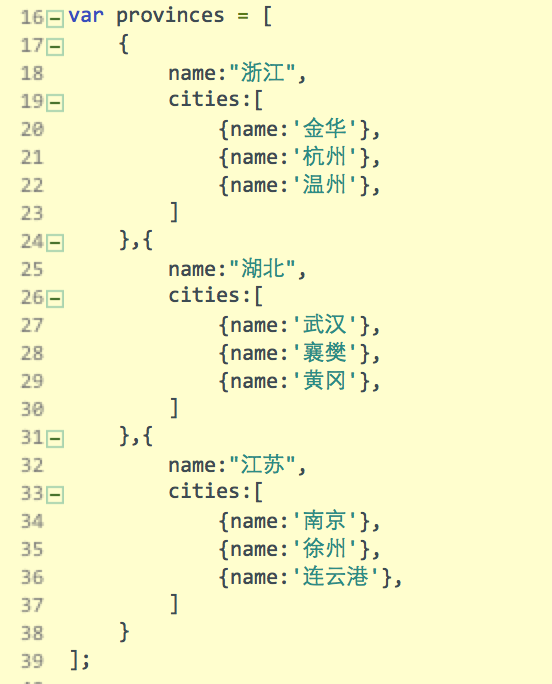 16 var provinces = [
17     {
18         name:"浙江",
19         cities:[
20             {name:'金华'},
21             {name:'杭州'},
22             {name:'温州'},
23         ]
24     },{
25         name:"湖北",
26         cities:[
27             {name:'武汉'},
28             {name:'襄樊'},
29             {name:'黄冈'},
30         ]
31     },{
32         name:"江苏",
33         cities:[
34             {name:'南京'},
35             {name:'徐州'},
36             {name:'连云港'},
37         ]
38     }
39 ];